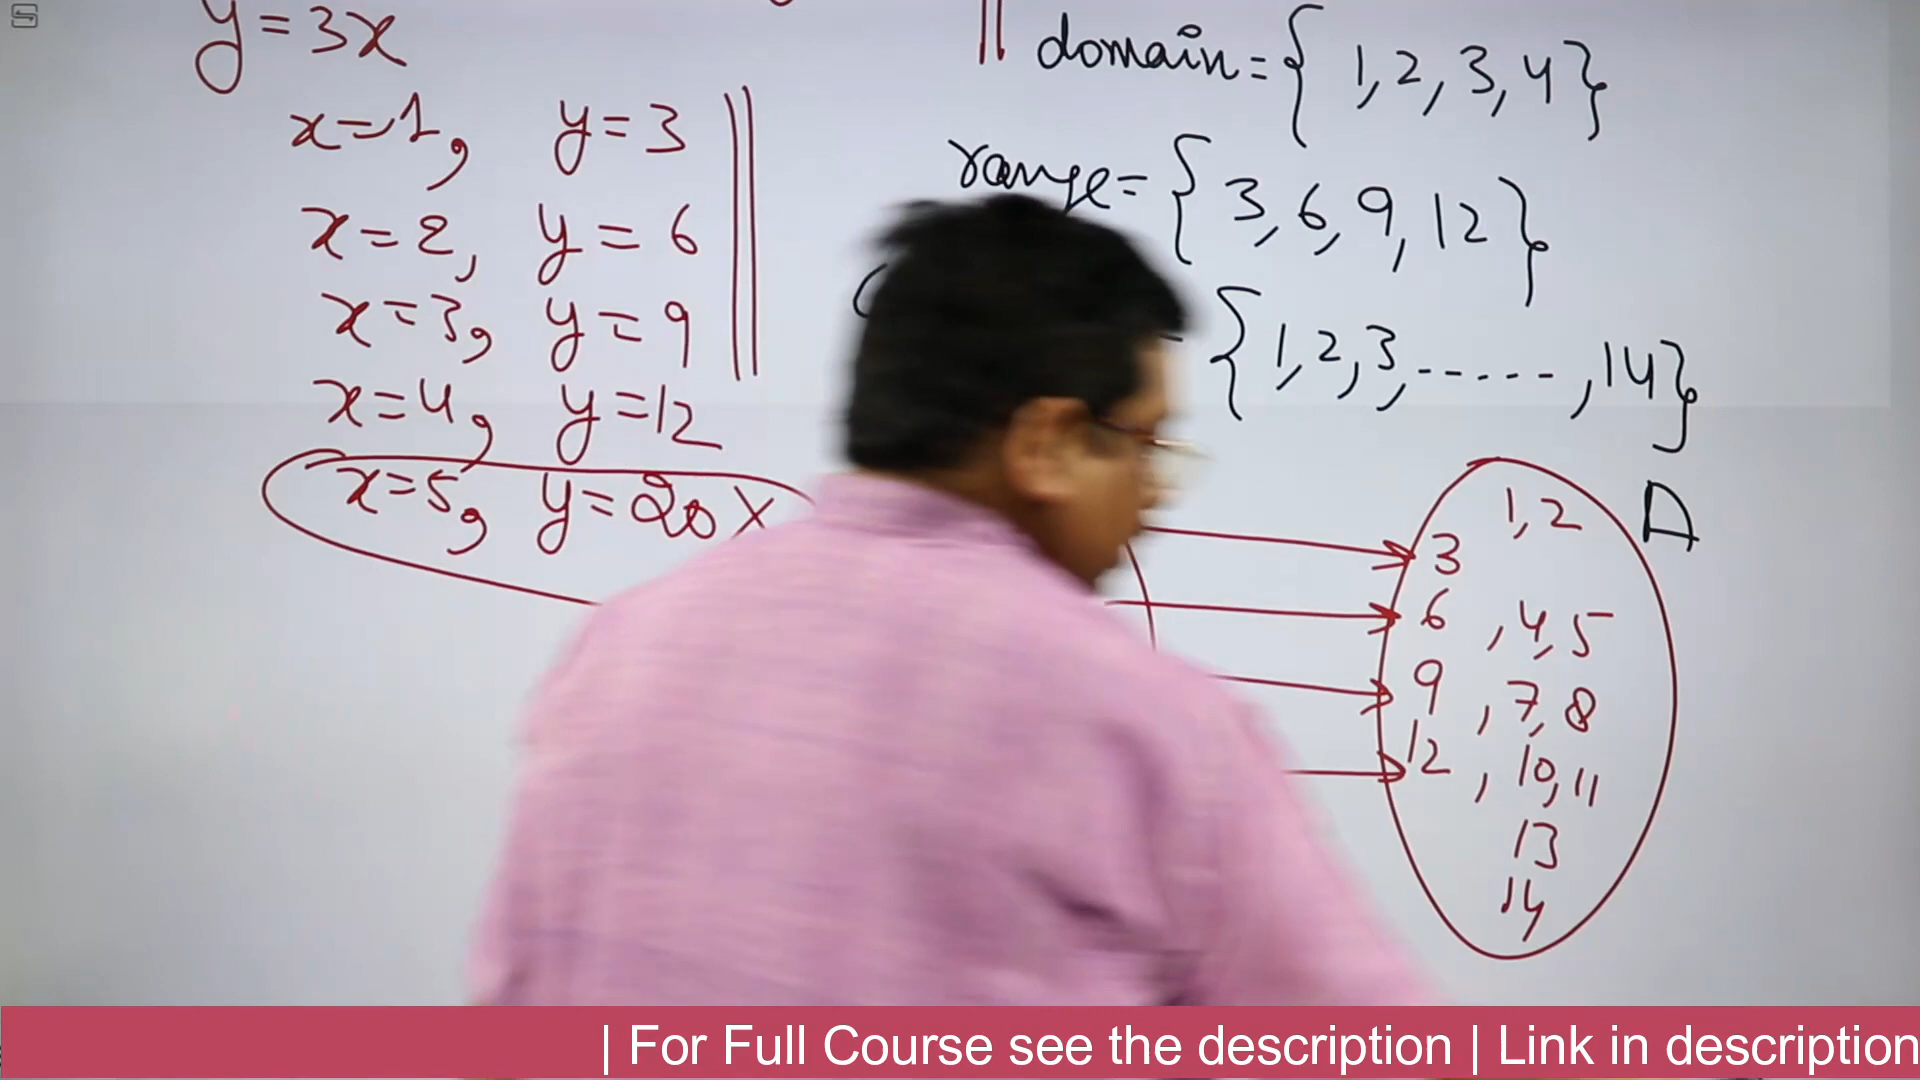 y = 3x
x = 1, y = 3
x = 2, y = 6
x = 3, y = 9
x = 4, y = 12
x = 5, y = 20 X
domain = { 1, 2, 3, 4 }
range = { 3, 6, 9, 12 }
{ 1, 2, 3, ------, 14 }
A
1, 2
3
6 , 4, 5
9 , 7, 8
12 , 10, 11
13
14
| For Full Course see the description | Link in description